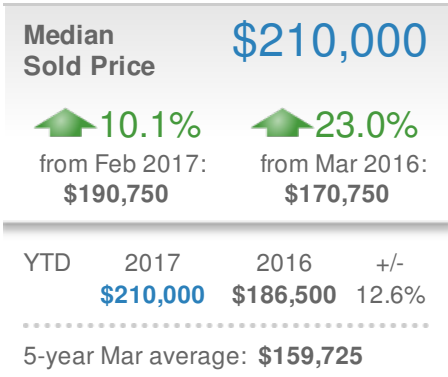 Median
Sold Price
$210,000
10.1%
from Feb 2017:
$190,750
23.0%
from Mar 2016:
$170,750
YTD 2017 2016 +/-
$210,000 $186,500 12.6%
5-year Mar average: $159,725